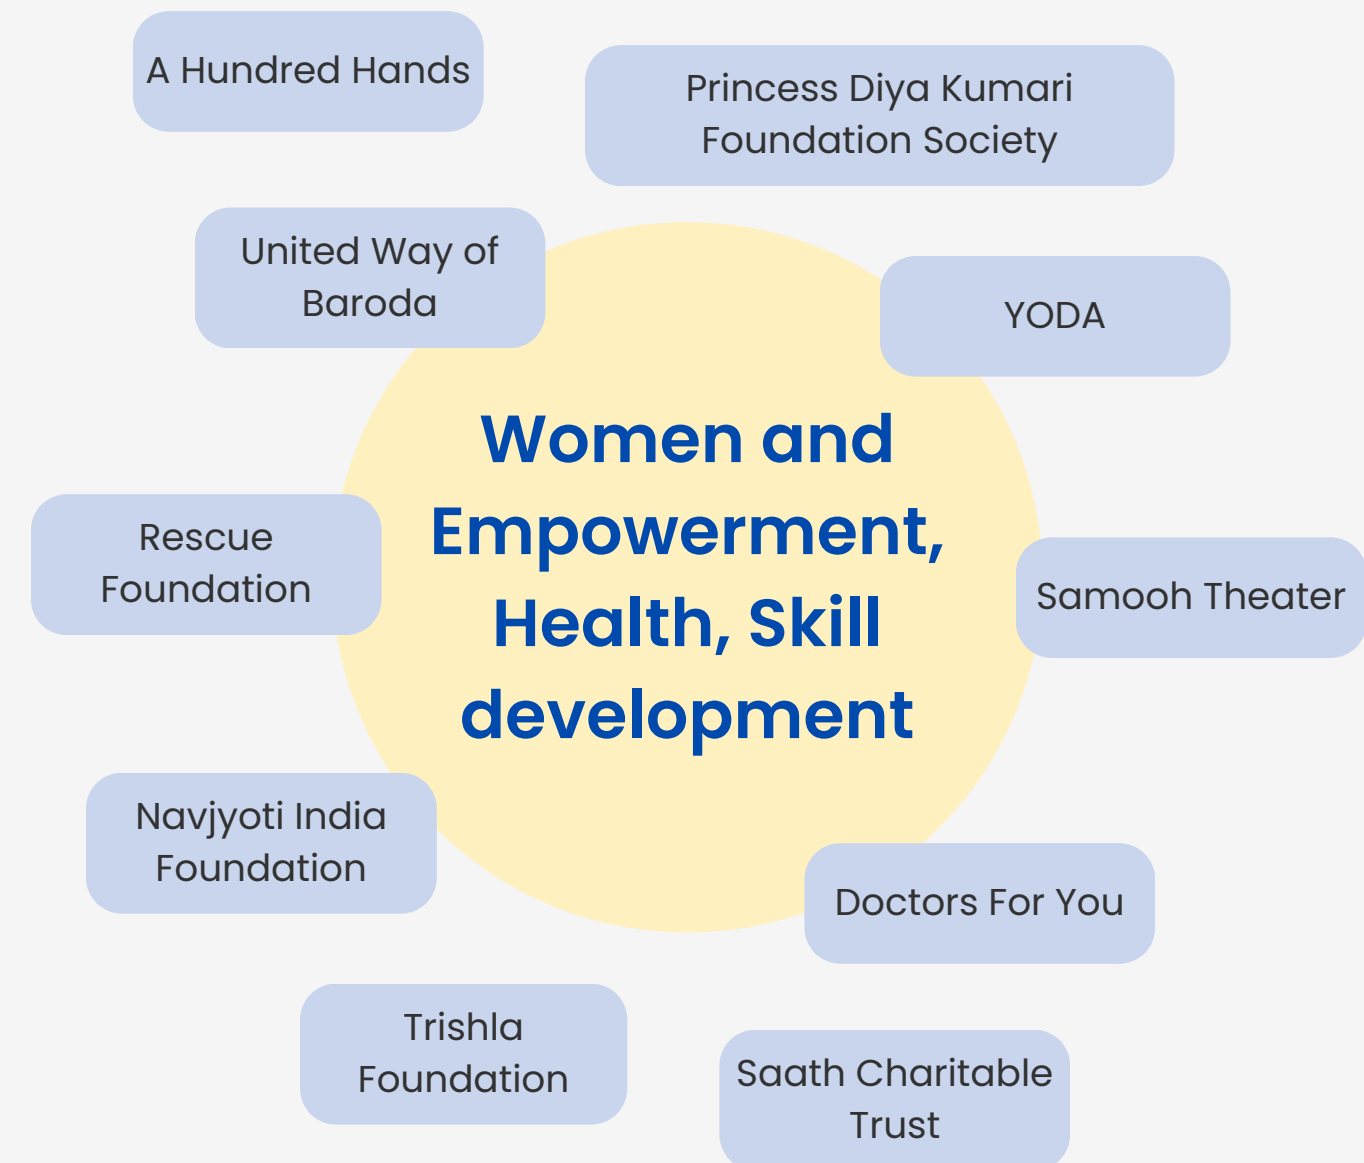 A Hundred Hands
Princess Diya Kumari
Foundation Society
United Way of
Baroda
YODA
Women and
Empowerment,
Health, Skill
development
Rescue
Foundation
Samooh Theater
Navjyoti India
Foundation
Doctors For You
Trishla
Foundation
Saath Charitable
Trust